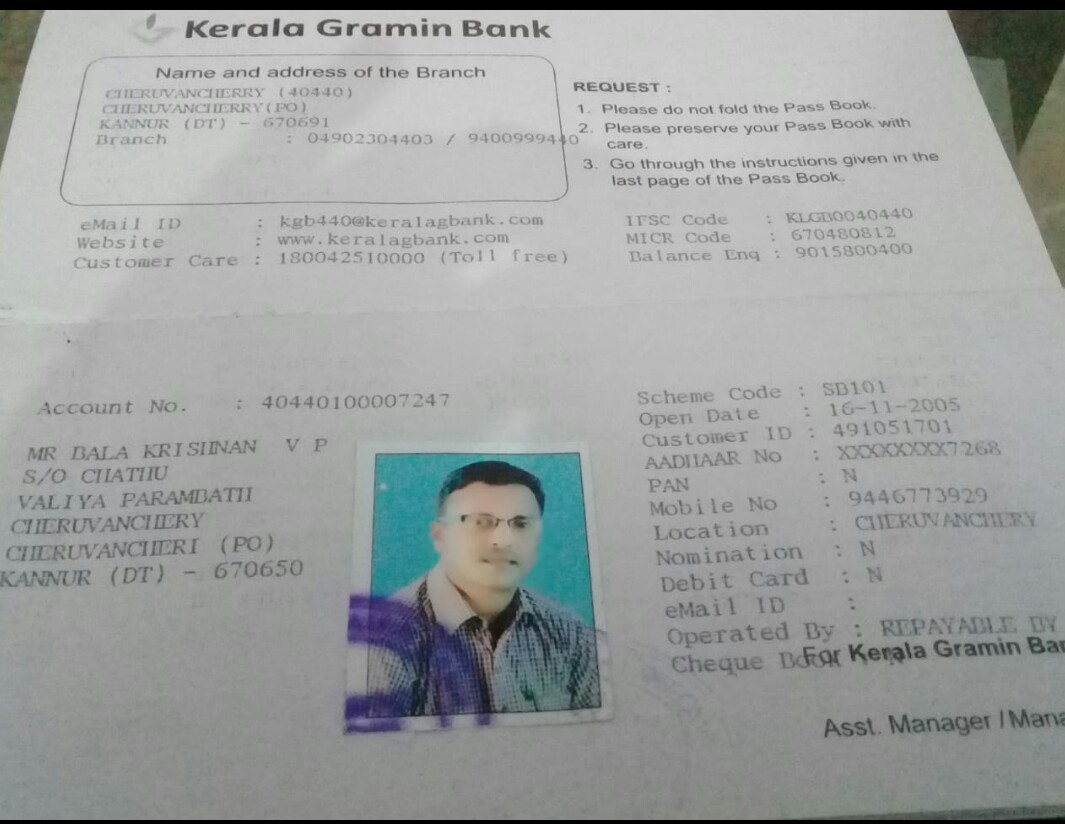 Kerala Gramin Bank
Name and address of the Branch
CHERUVANCHERRY (40440)
CHERUVANCHERRY(PO)
KANNUR (DT) - 670691
Branch : 04902304403 / 9400999440
REQUEST :
1. Please do not fold the Pass Book.
2. Please preserve your Pass Book with
care.
3. Go through the instructions given in the
last page of the Pass Book.
eMail ID : kgb440@keralagbank.com
Website : www.keralagbank.com
Customer Care : 180042510000 (Toll free)
IFSC Code : KLGB0040440
MICR Code : 670480812
Balance Enq : 9015800400
Account No. : 40440100007247
MR BALA KRISHNAN V P
S/O CHATHU
VALIYA PARAMBATH
CHERUVANCHERY
CHERUVANCHERI (PO)
KANNUR (DT) - 670650
Scheme Code : SB101
Open Date : 16-11-2005
Customer ID : 491051701
AADHAAR No : XXXXXXXX7268
PAN : N
Mobile No : 9446773929
Location : CHERUVANCHERY
Nomination : N
Debit Card : N
eMail ID :
Operated By : REPAYABLE BY
Cheque
For Kerala Gramin Ban
Asst. Manager / Mana